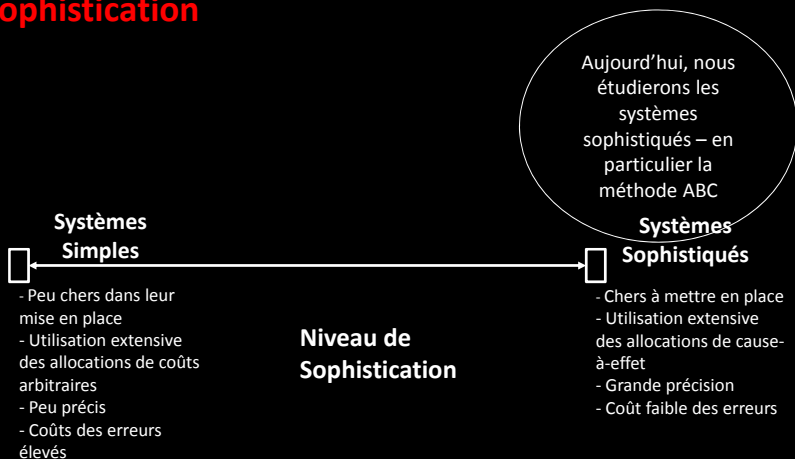 ophistication
Aujourd’hui, nous
étudierons les
systèmes
sophistiqués – en
particulier la
méthode ABC
Systèmes
Simples
- Peu chers dans leur
mise en place
- Utilisation extensive
des allocations de coûts
arbitraires
- Peu précis
- Coûts des erreurs
élevés
Niveau de
Sophistication
Systèmes
Sophistiqués
- Chers à mettre en place
- Utilisation extensive
des allocations de cause-
à-effet
- Grande précision
- Coût faible des erreurs